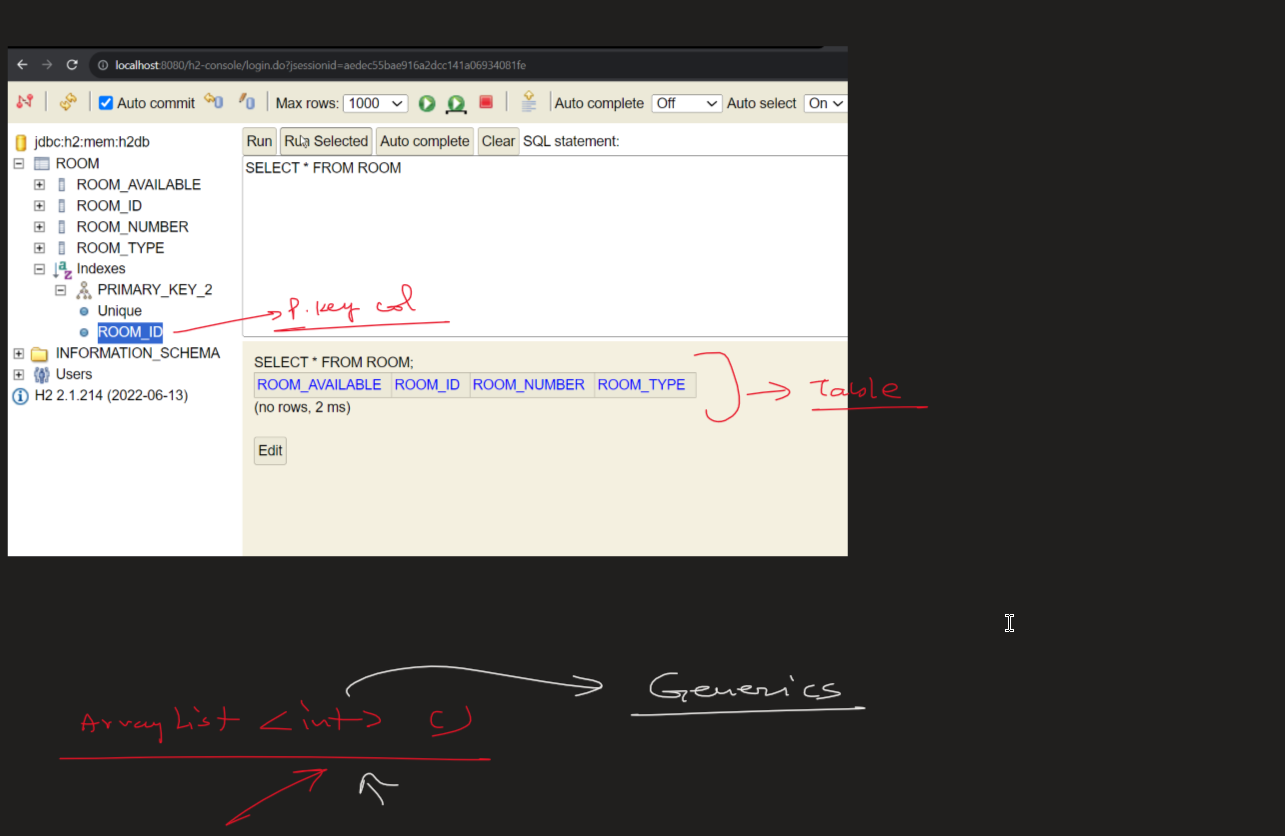 localhost:8080/h2-console/login.do?jsessionid=aedec55bae916a2dcc141a06934081fe
Auto commit Max rows: 1000 Auto complete Off Auto select On
jdbc:h2:mem:h2db
ROOM
ROOM_AVAILABLE
ROOM_ID
ROOM_NUMBER
ROOM_TYPE
Indexes
PRIMARY_KEY_2
Unique
ROOM_ID
INFORMATION_SCHEMA
Users
H2 2.1.214 (2022-06-13)
Run Run Selected Auto complete Clear SQL statement:
SELECT * FROM ROOM
P. key col
SELECT * FROM ROOM;
ROOM_AVAILABLE ROOM_ID ROOM_NUMBER ROOM_TYPE
(no rows, 2 ms)
Edit
Table
Generics
ArrayList <int> ()